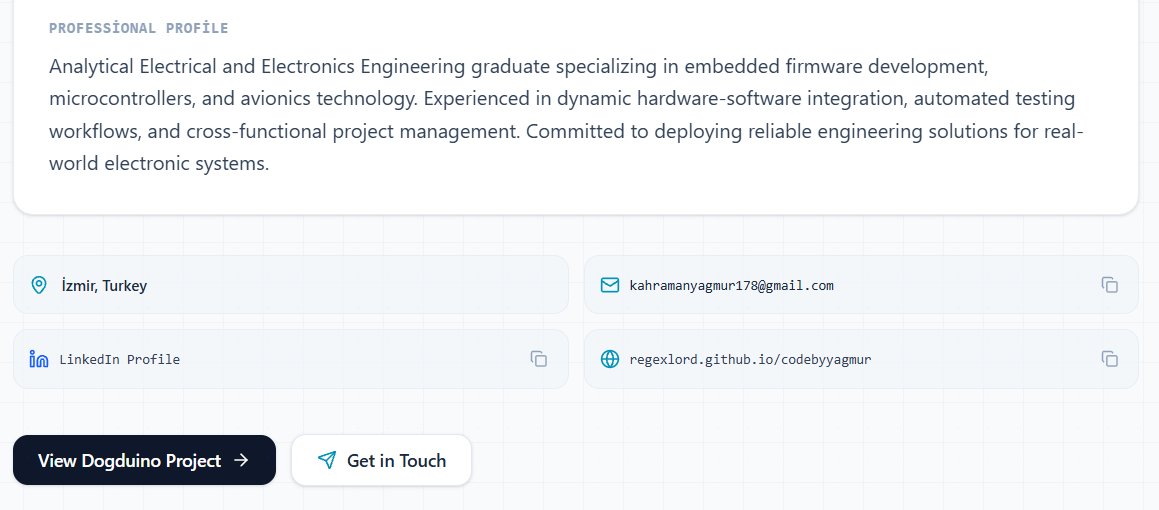 PROFESSİONAL PROFİLE
Analytical Electrical and Electronics Engineering graduate specializing in embedded firmware development,
microcontrollers, and avionics technology. Experienced in dynamic hardware-software integration, automated testing
workflows, and cross-functional project management. Committed to deploying reliable engineering solutions for real-
world electronic systems.
İzmir, Turkey
kahramanyagmur178@gmail.com
LinkedIn Profile
regexlord.github.io/codebyyagmur
View Dogduino Project
Get in Touch